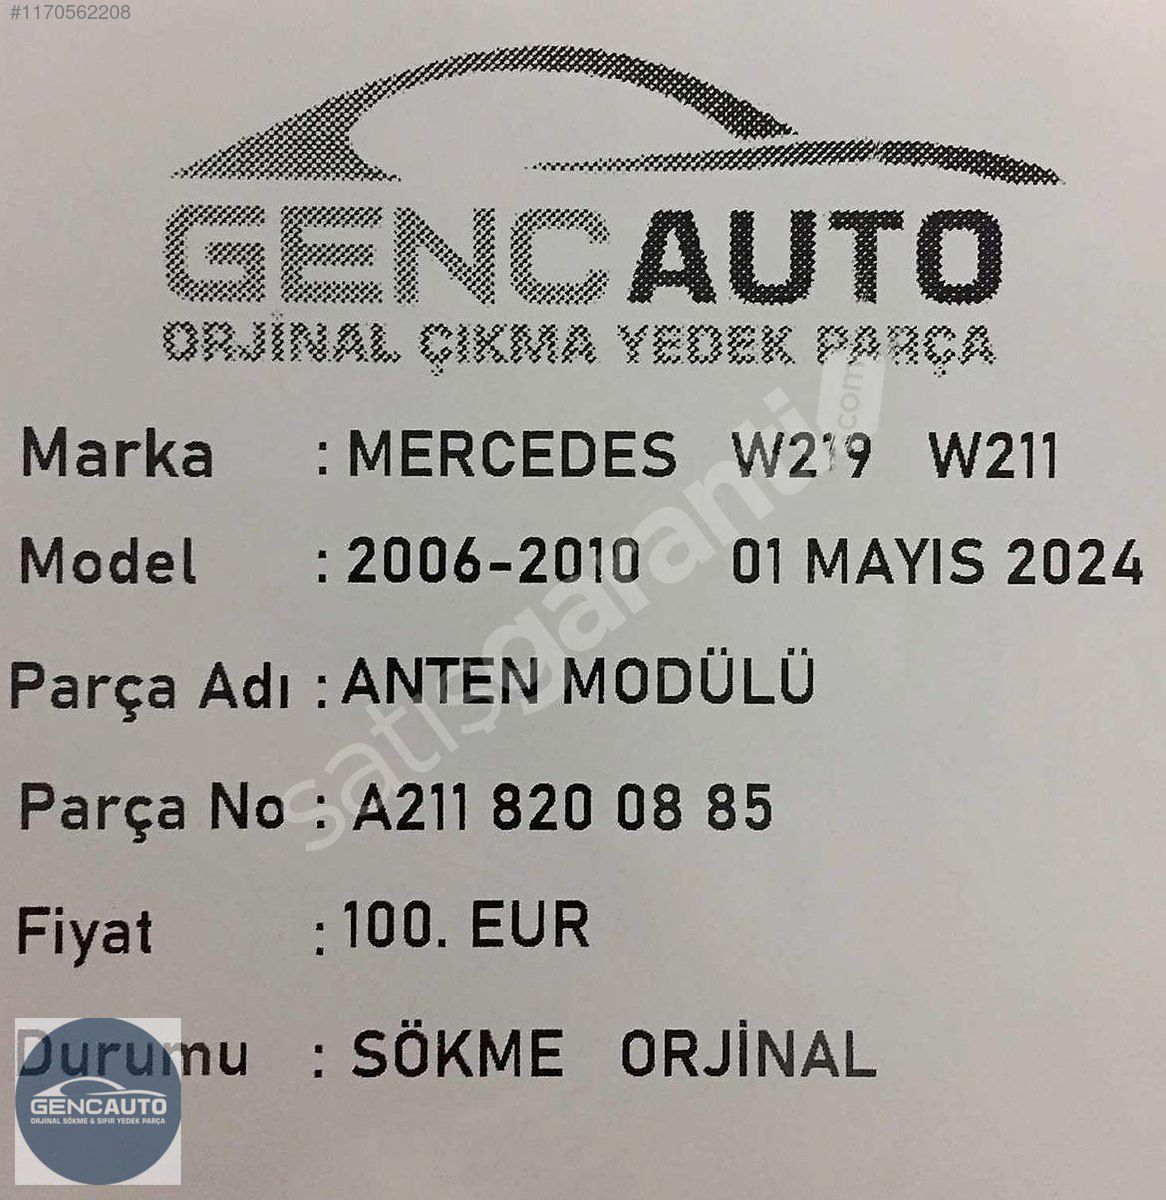 #1170562208
GENCAUTO
ORJİNAL ÇIKMA YEDEK PARÇA
Marka : MERCEDES W219 W211
Model : 2006-2010 01 MAYIS 2024
Parça Adı : ANTEN MODÜLÜ
Parça No : A211 820 08 85
Fiyat : 100. EUR
Durumu : SÖKME ORJİNAL
satışgaranti.com
GENCAUTO
ORJİNAL SÖKME & SIFIR YEDEK PARÇA